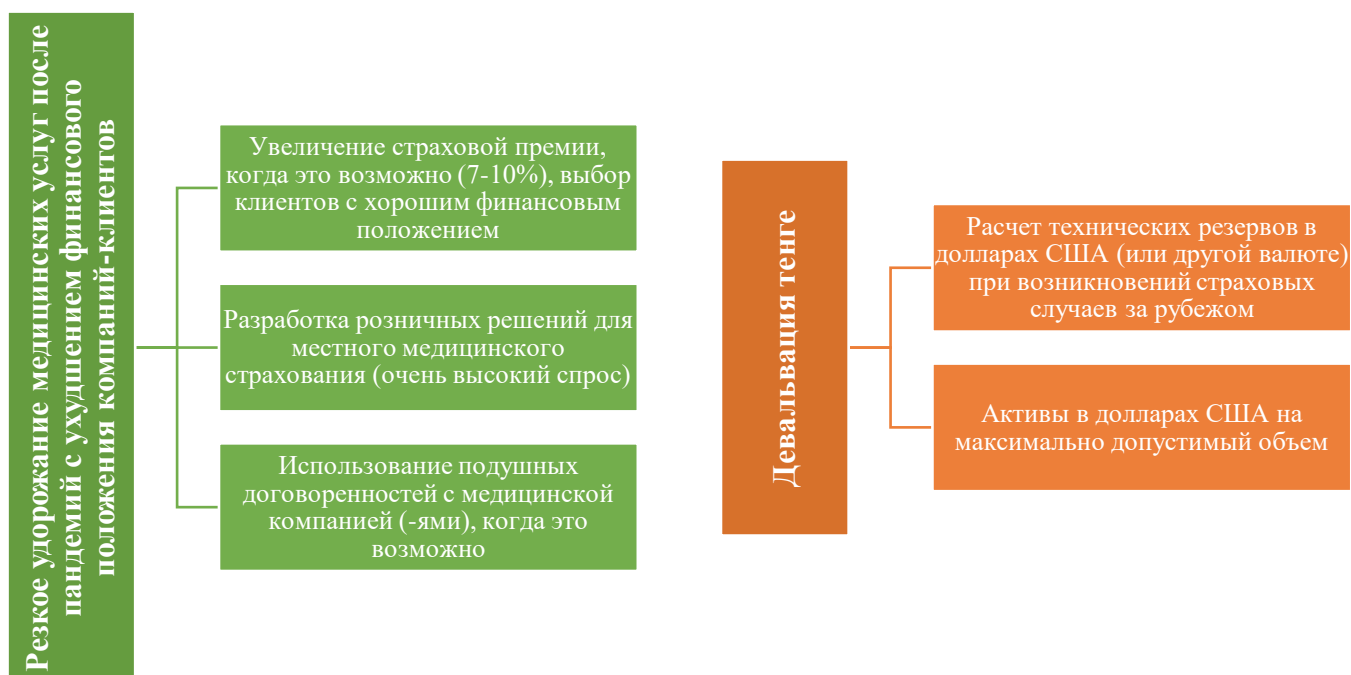 Резкое удорожание медицинских услуг после
пандемий с ухудшением финансового
положения компаний-клиентов
Увеличение страховой премии,
когда это возможно (7-10%), выбор
клиентов с хорошим финансовым
положением
Разработка розничных решений для
местного медицинского
страхования (очень высокий спрос)
Использование подушных
договоренностей с медицинской
компанией (-ями), когда это
возможно
Девальвация тенге
Расчет технических резервов в
долларах США (или другой валюте)
при возникновений страховых
случаев за рубежом
Активы в долларах США на
максимально допустимый объем